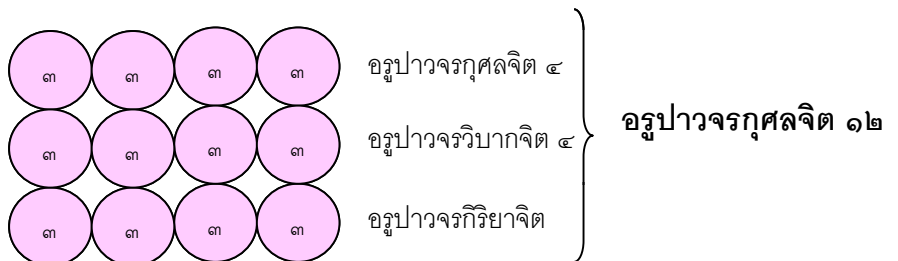 ๓ ๓ ๓ ๓ อรูปาวจรกุศลจิต ๔
อรูปาวจรกุศลจิต ๑๒
๓ ๓ ๓ ๓ อรูปาวจรวิบากจิต ๔
๓ ๓ ๓ ๓ อรูปาวจรกิริยาจิต